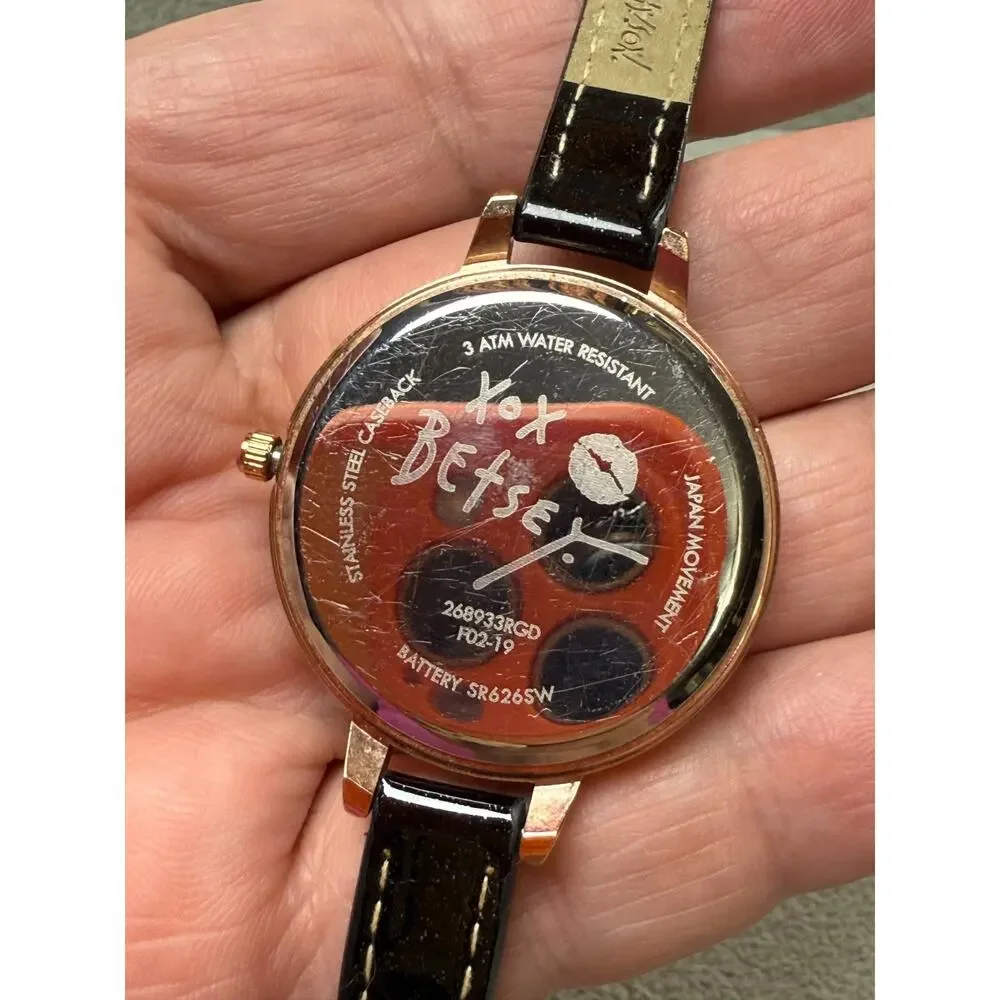 3 ATM WATER RESISTANT
STAINLESS STEEL CASEBACK
XOX
BETSEY
JAPAN MOVEMENT
268933RGD
F02-19
BATTERY SR626SW